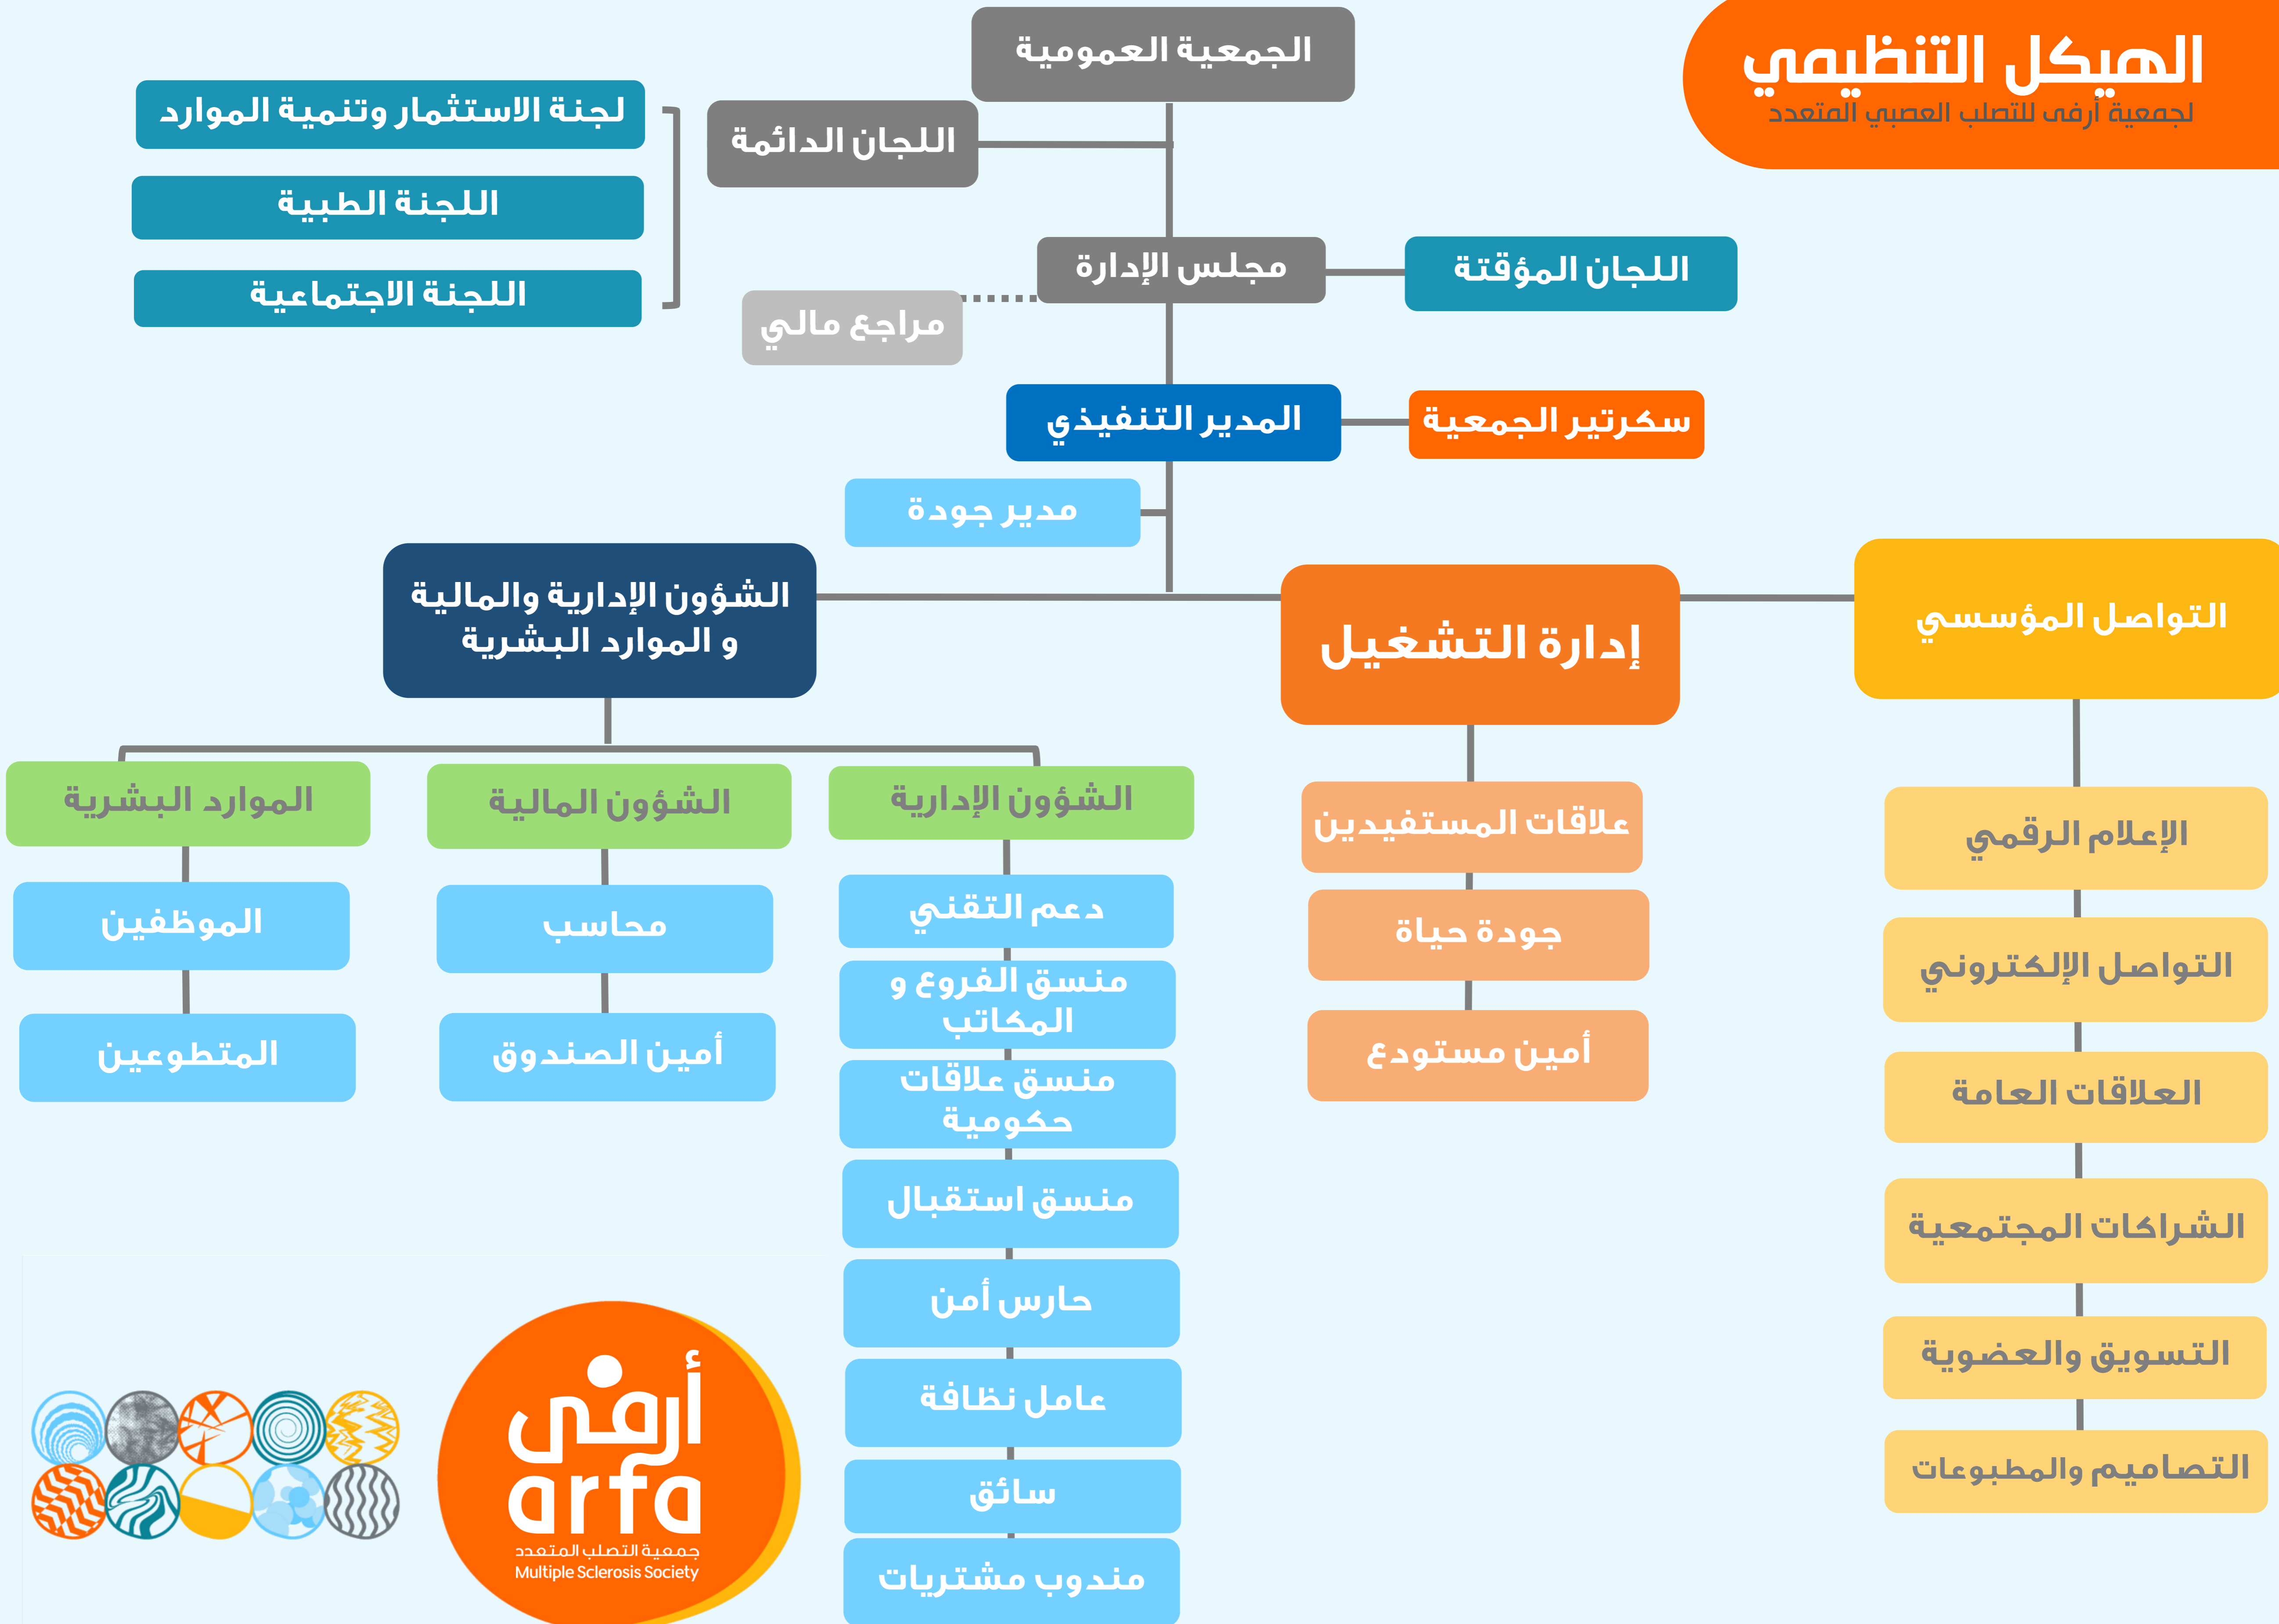 الهيكل التنظيمي
لجمعية أرفى للتصلب العصبي المتعدد
الجمعية العمومية
اللجان الدائمة
لجنة الاستثمار وتنمية الموارد
اللجنة الطبية
اللجنة الاجتماعية
مجلس الإدارة
اللجان المؤقتة
مراجع مالي
المدير التنفيذي
سكرتير الجمعية
مدير جودة
التواصل المؤسسي
إدارة التشغيل
الشؤون الإدارية والمالية
و الموارد البشرية
الإعلام الرقمي
التواصل الإلكتروني
العلاقات العامة
الشراكات المجتمعية
التسويق والعضوية
التصاميم والمطبوعات
علاقات المستفيدين
جودة حياة
أمين مستودع
الشؤون الإدارية
دعم التقني
منسق الفروع و
المكاتب
منسق علاقات
حكومية
منسق استقبال
حارس أمن
عامل نظافة
سائق
مندوب مشتريات
الشؤون المالية
محاسب
أمين الصندوق
الموارد البشرية
الموظفين
المتطوعين
أرفى
arfa
جمعية التصلب المتعدد
Multiple Sclerosis Society